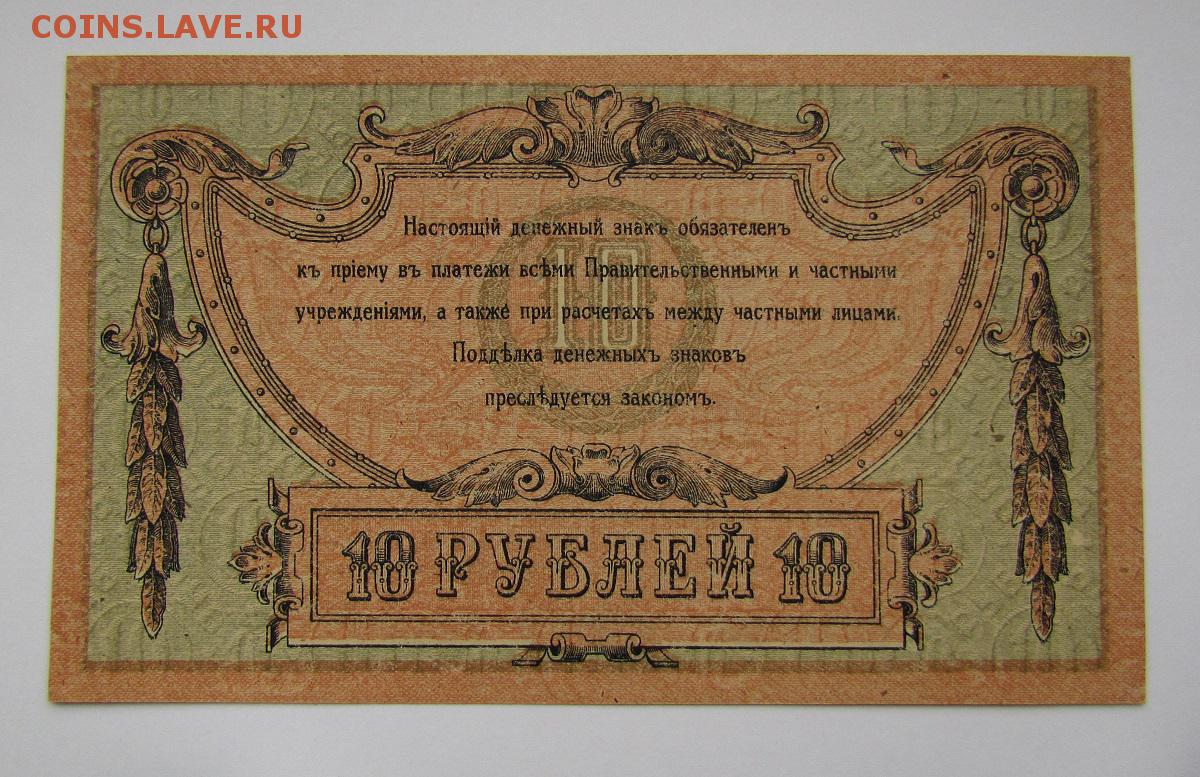 COINS.LAVE.RU
Настоящій денежный знакъ обязателенъ
къ пріему въ платежи всѣми Правительственными и частными
учрежденіями, а также при расчетахъ между частными лицами.
Поддѣлка денежныхъ знаковъ
преслѣдуется закономъ.
10
10 РУБЛЕЙ 10